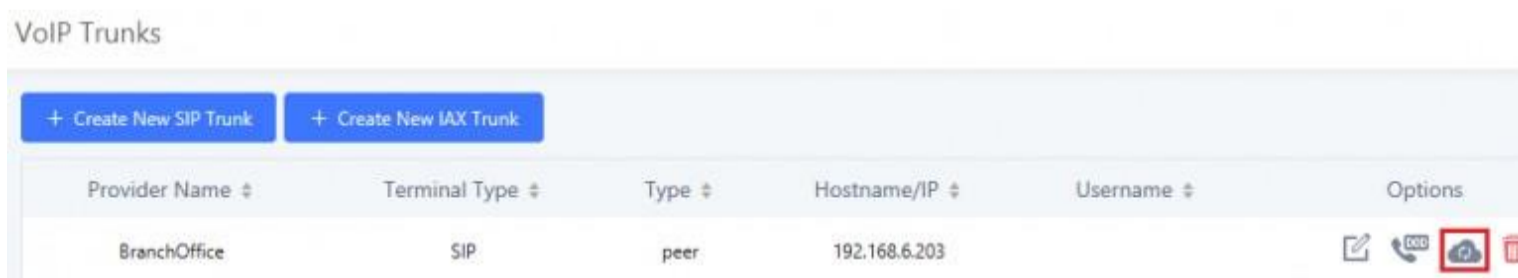 VoIP Trunks
+ Create New SIP Trunk + Create New IAX Trunk
Provider Name Terminal Type Type Hostname/IP Username Options
BranchOffice SIP peer 192.168.6.203